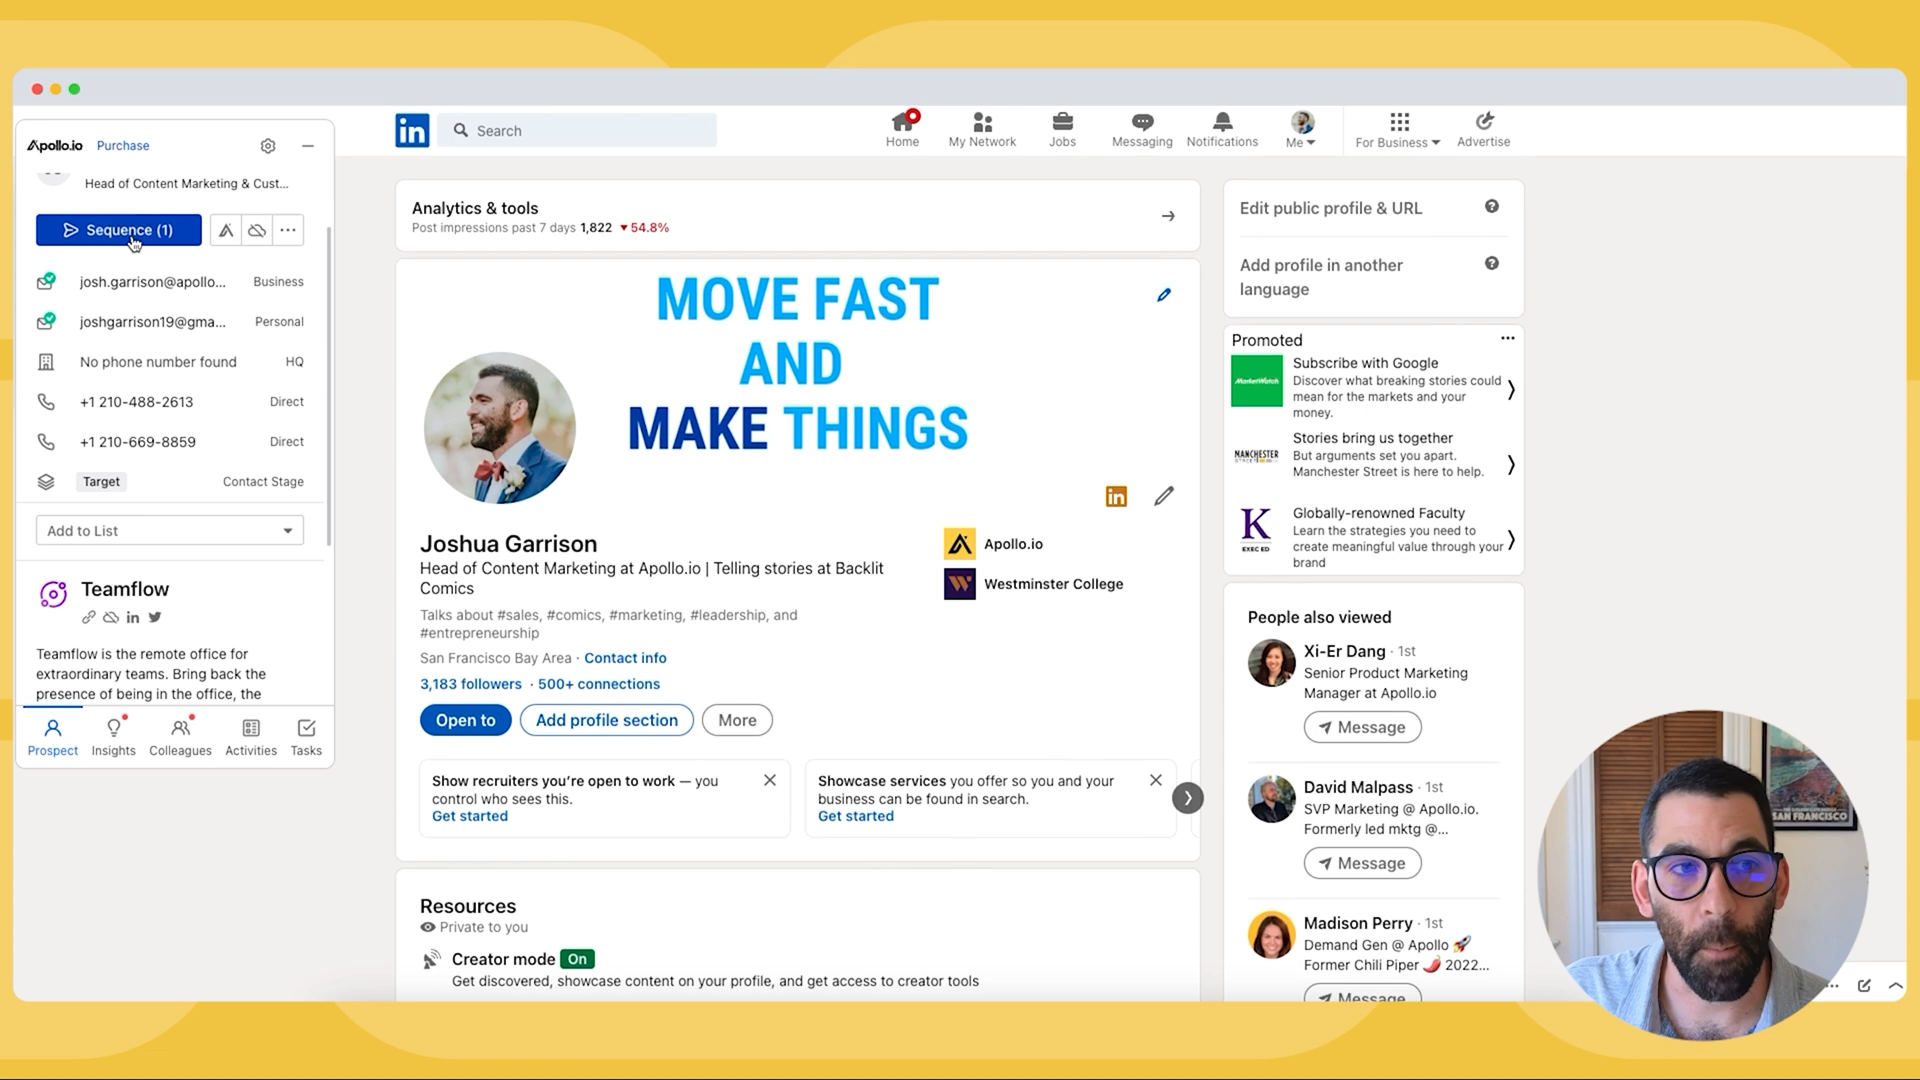 Apollo.io Purchase
Head of Content Marketing & Cust...
Sequence (1)
josh.garrison@apollo... Business
joshgarrison19@gma... Personal
No phone number found HQ
+1 210-488-2613 Direct
+1 210-669-8859 Direct
Target Contact Stage
Add to List
Teamflow
in
Teamflow is the remote office for
extraordinary teams. Bring back the
presence of being in the office, the
Prospect Insights Colleagues Activities Tasks
in Search
Home My Network Jobs Messaging Notifications Me For Business Advertise
Analytics & tools
Post impressions past 7 days 1,822 ▼54.8%
MOVE FAST
AND
MAKE THINGS
in
Joshua Garrison
Head of Content Marketing at Apollo.io | Telling stories at Backlit
Comics
Talks about #sales, #comics, #marketing, #leadership, and
#entrepreneurship
San Francisco Bay Area · Contact info
3,183 followers · 500+ connections
Apollo.io
Westminster College
Open to Add profile section More
Show recruiters you're open to work — you
control who sees this.
Get started
Showcase services you offer so you and your
business can be found in search.
Get started
Resources
Private to you
Creator mode On
Get discovered, showcase content on your profile, and get access to creator tools
Edit public profile & URL
Add profile in another
language
Promoted
MarketWatch
Subscribe with Google
Discover what breaking stories could
mean for the markets and your
money.
MANCHESTER
Stories bring us together
But arguments set you apart.
Manchester Street is here to help.
K
EXEC ED
Globally-renowned Faculty
Learn the strategies you need to
create meaningful value through your
brand
People also viewed
Xi-Er Dang · 1st
Senior Product Marketing
Manager at Apollo.io
Message
David Malpass · 1st
SVP Marketing @ Apollo.io.
Formerly led mktg @...
Message
Madison Perry · 1st
Demand Gen @ Apollo 🚀
Former Chili Piper 🌶️ 2022...
Message
SAN FRANCISCO